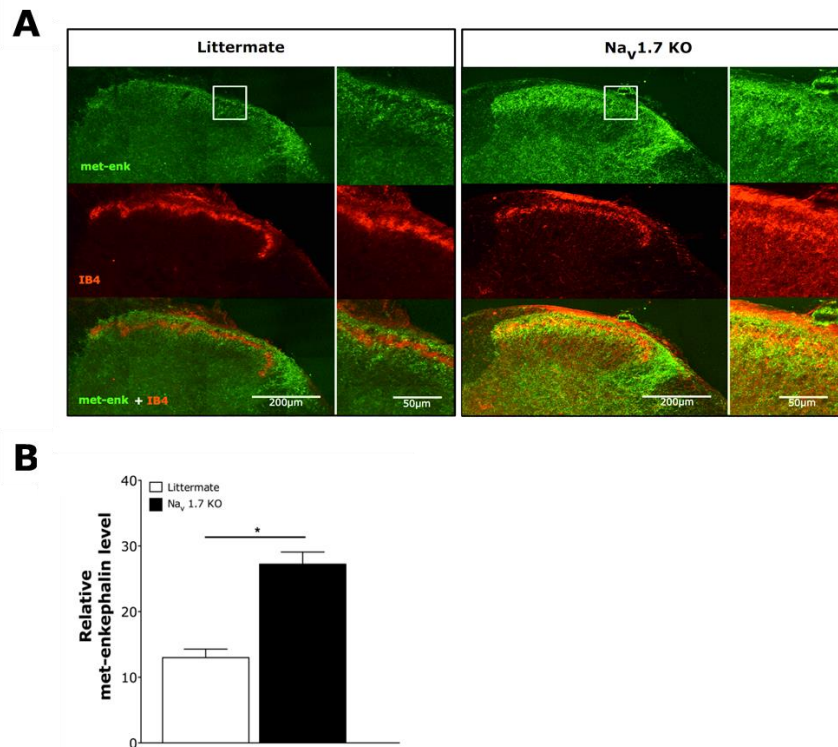 A
Littermate
Nav1.7 KO
met-enk
IB4
met-enk + IB4
200µm
50µm
200µm
50µm
B
Littermate
Nav 1.7 KO
*
40
30
20
10
0
Relative
met-enkephalin level